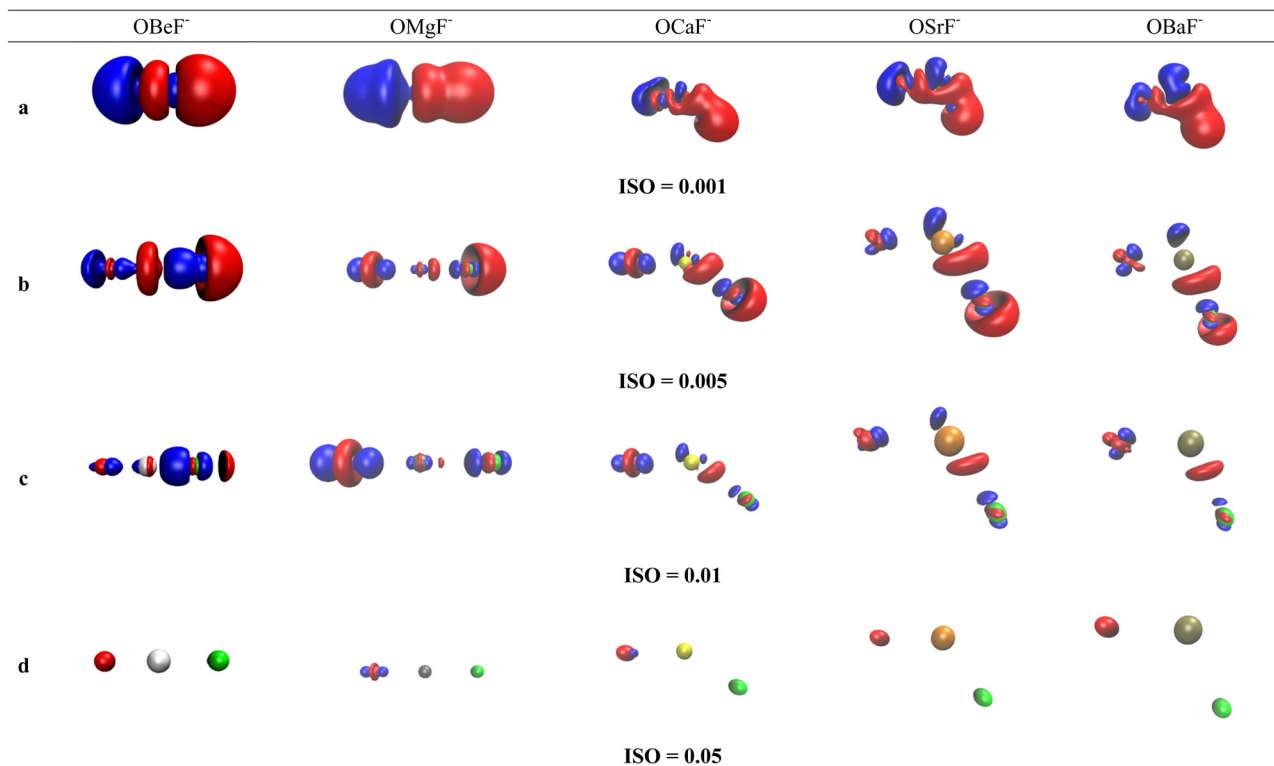 OBeF⁻ OMgF⁻ OCaF⁻ OSrF⁻ OBaF⁻
a
ISO = 0.001
b
ISO = 0.005
c
ISO = 0.01
d
ISO = 0.05